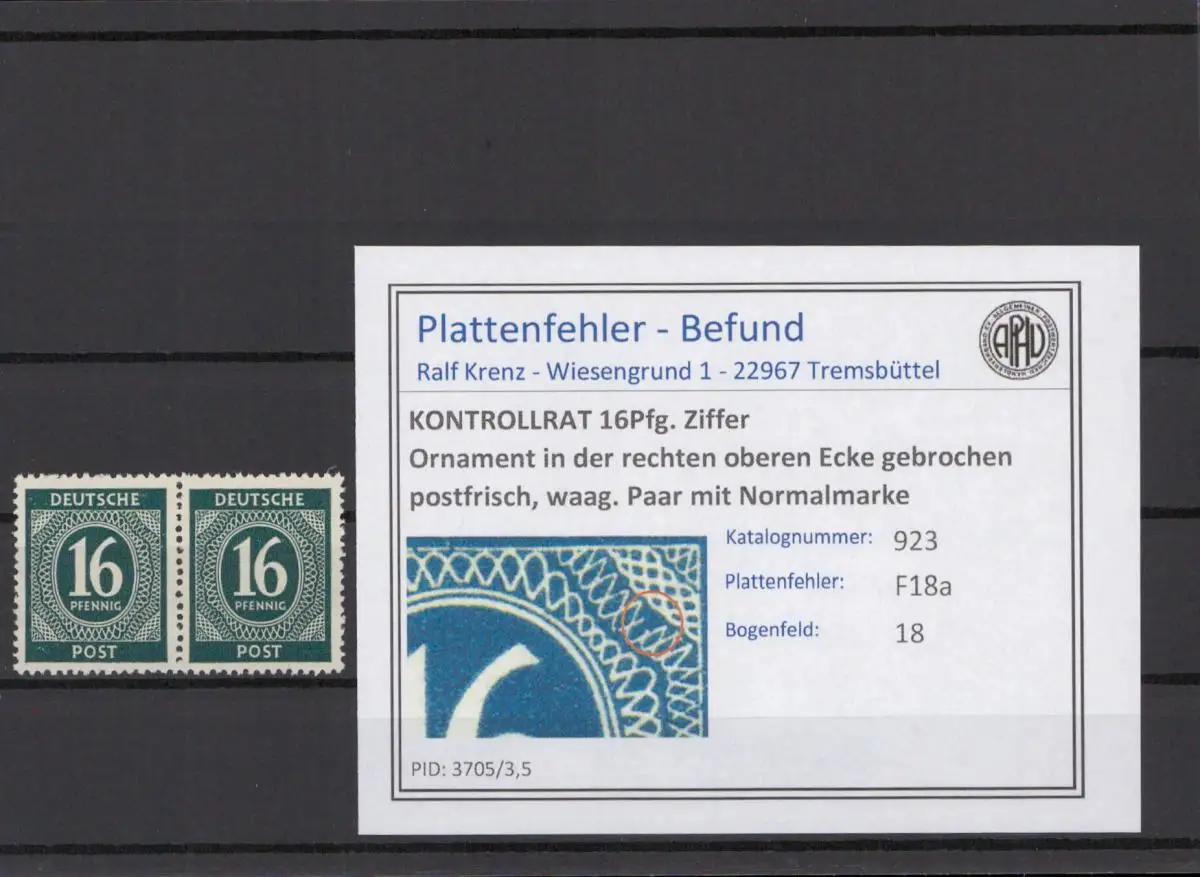 DEUTSCHE
16
PFENNIG
POST
DEUTSCHE
16
PFENNIG
POST
Plattenfehler - Befund
Ralf Krenz - Wiesengrund 1 - 22967 Tremsbüttel
APHV
KONTROLLRAT 16Pfg. Ziffer
Ornament in der rechten oberen Ecke gebrochen
postfrisch, waag. Paar mit Normalmarke
Katalognummer: 923
Plattenfehler: F18a
Bogenfeld: 18
PID: 3705/3,5